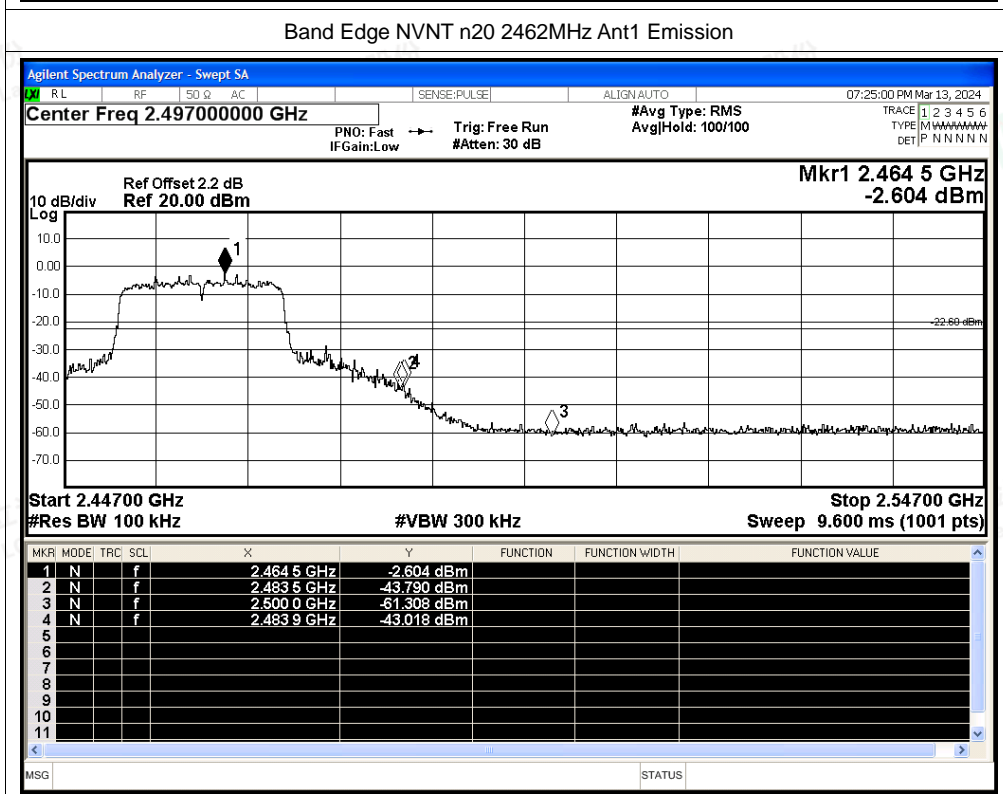 Band Edge NVNT n20 2462MHz Ant1 Emission
Agilent Spectrum Analyzer - Swept SA
LXI RL RF 50 Ω AC SENSE:PULSE ALIGN AUTO 07:25:00 PM Mar 13, 2024
Center Freq 2.497000000 GHz
PNO: Fast
IFGain:Low
Trig: Free Run
#Atten: 30 dB
#Avg Type: RMS
Avg|Hold: 100/100
TRACE 1 2 3 4 5 6
TYPE M WWWWW
DET P N N N N N
Ref Offset 2.2 dB
10 dB/div Ref 20.00 dBm
Log
Mkr1 2.464 5 GHz
-2.604 dBm
10.0
0.00
-10.0
-20.0
-30.0
-40.0
-50.0
-60.0
-70.0
1
4
3
-22.60 dBm
Start 2.44700 GHz Stop 2.54700 GHz
#Res BW 100 kHz #VBW 300 kHz Sweep 9.600 ms (1001 pts)
MKR MODE TRC SCL X Y FUNCTION FUNCTION WIDTH FUNCTION VALUE
1 N f 2.464 5 GHz -2.604 dBm
2 N f 2.483 5 GHz -43.790 dBm
3 N f 2.500 0 GHz -61.308 dBm
4 N f 2.483 9 GHz -43.018 dBm
5
6
7
8
9
10
11
MSG STATUS